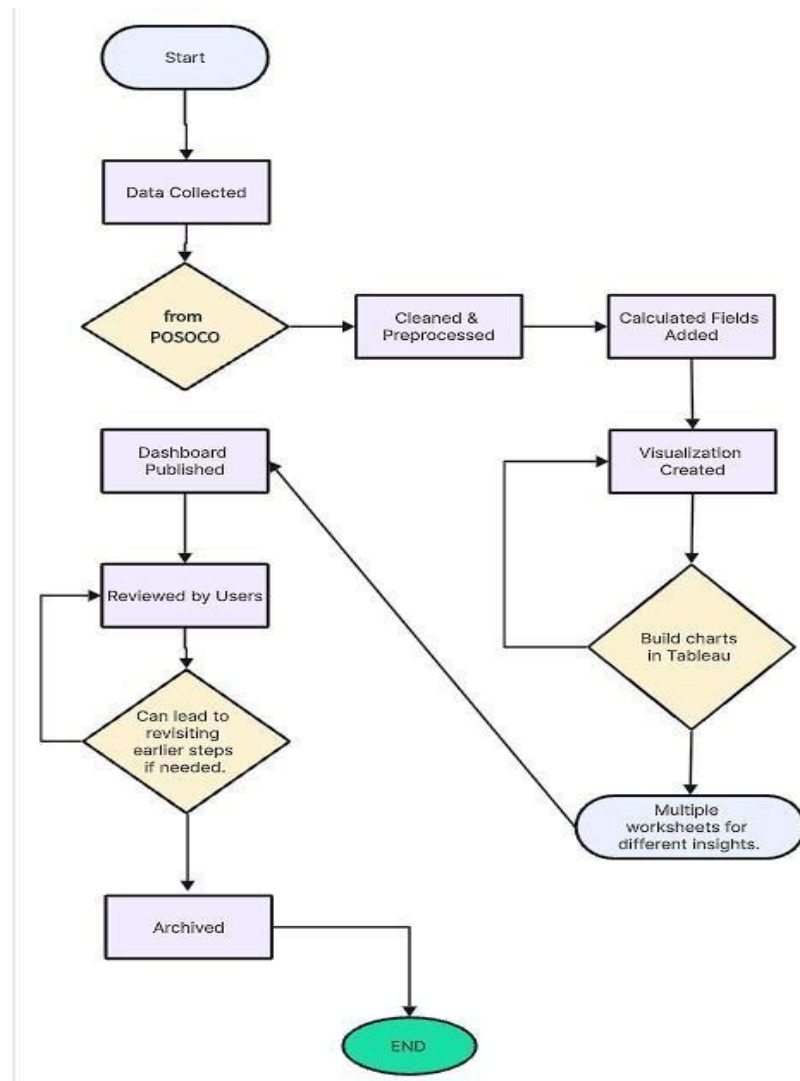 Start
Data Collected
from
POSOCO
Cleaned &
Preprocessed
Calculated Fields
Added
Visualization
Created
Build charts
in Tableau
Multiple
worksheets for
different insights.
Dashboard
Published
Reviewed by Users
Can lead to
revisiting
earlier steps
if needed.
Archived
END